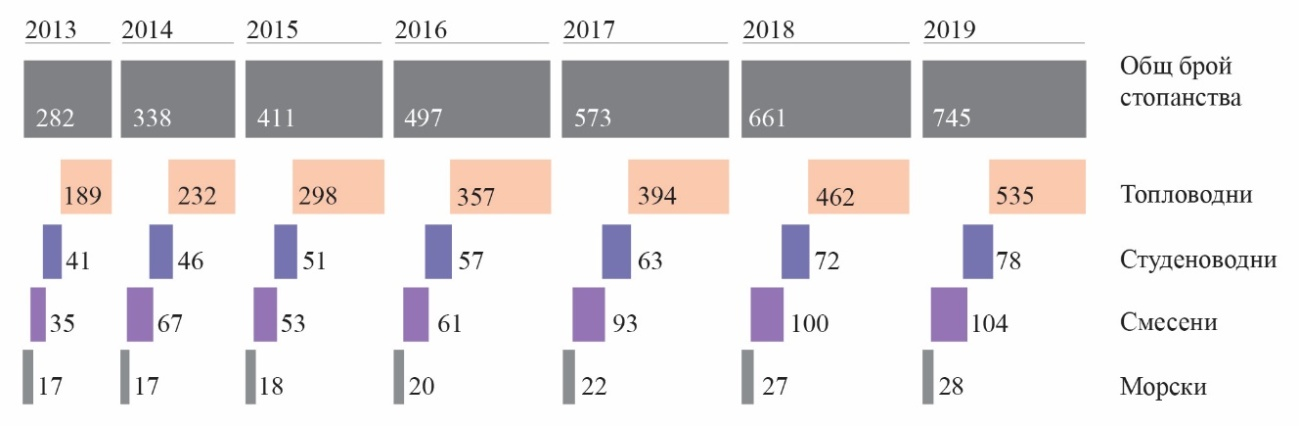 2013 2014 2015 2016 2017 2018 2019
Общ брой
стопанства
282 338 411 497 573 661 745
189 232 298 357 394 462 535 Топловодни
41 46 51 57 63 72 78 Студеноводни
35 67 53 61 93 100 104 Смесени
17 17 18 20 22 27 28 Морски